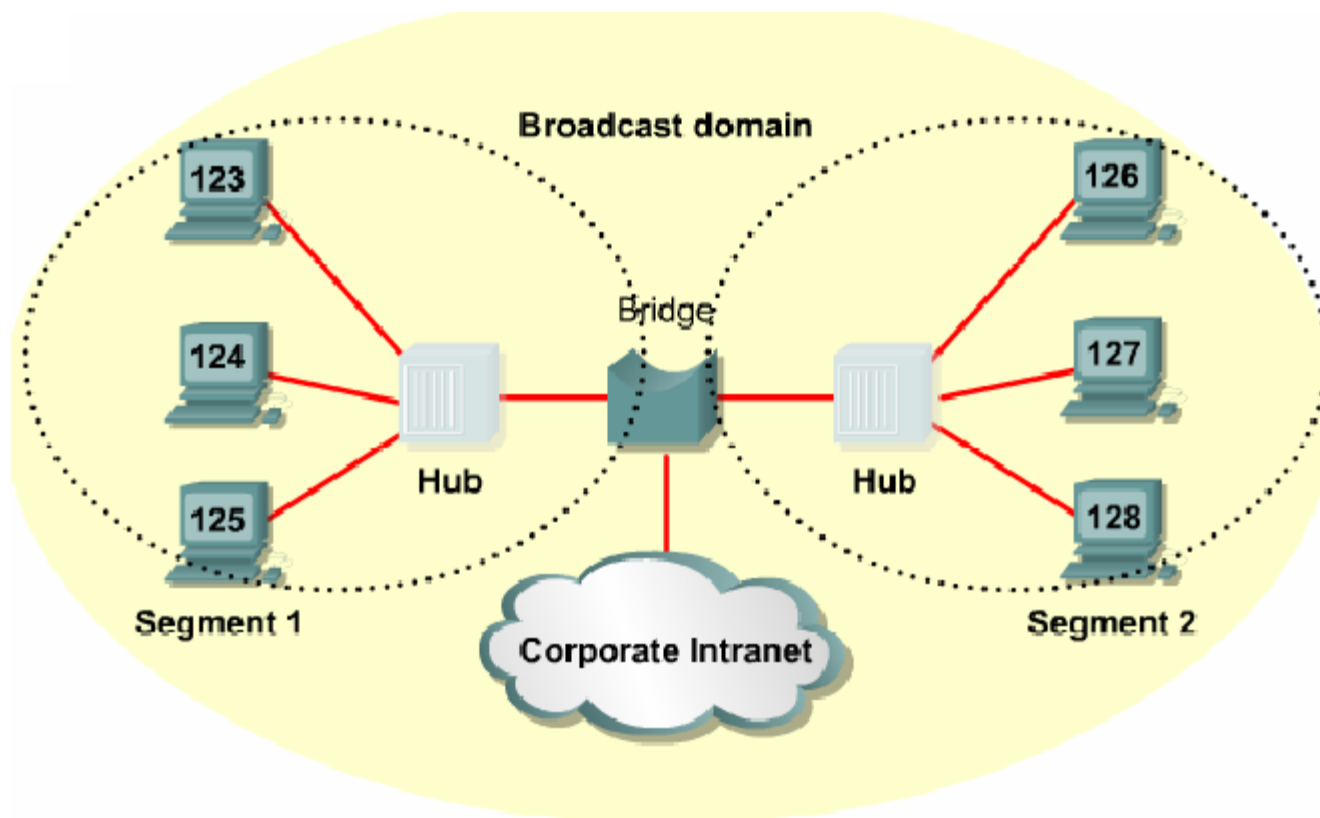 Broadcast domain
123
126
Bridge
124
127
Hub
Hub
125
128
Segment 1
Segment 2
Corporate Intranet